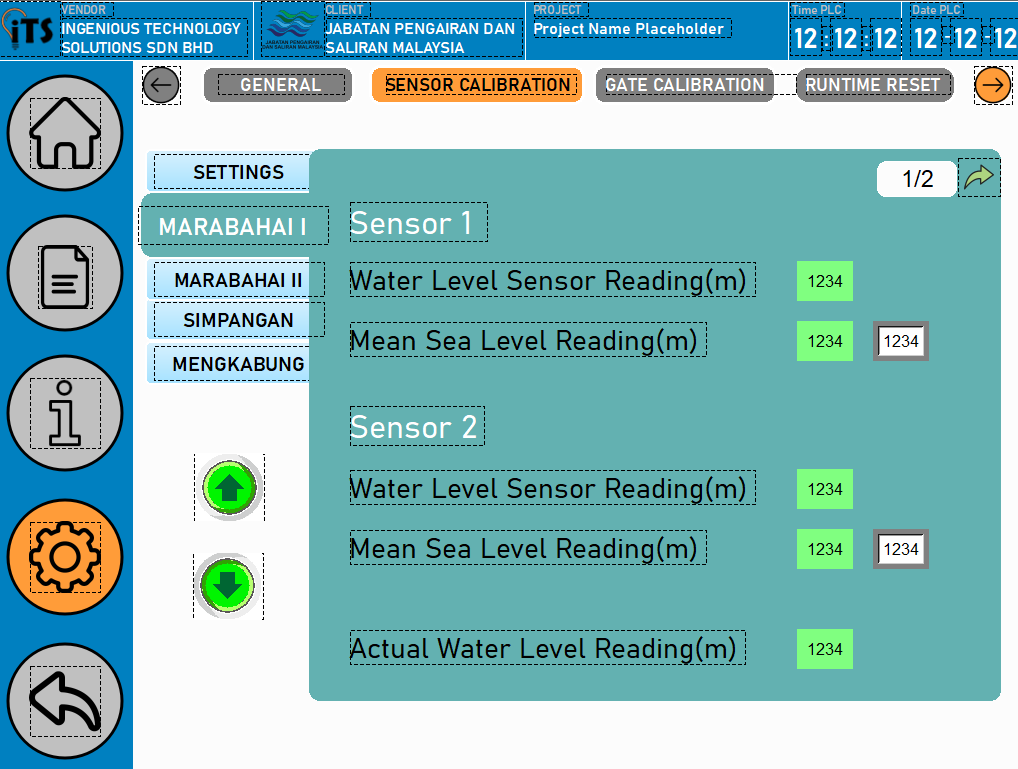 iTS
VENDOR
INGENIOUS TECHNOLOGY
SOLUTIONS SDN BHD
JABATAN PENGAIRAN
DAN SALIRAN MALAYSIA
CLIENT
JABATAN PENGAIRAN DAN
SALIRAN MALAYSIA
PROJECT
Project Name Placeholder
Time PLC
12:12:12
Date PLC
12-12-12
GENERAL
SENSOR CALIBRATION
GATE CALIBRATION
RUNTIME RESET
SETTINGS
MARABAHAI I
MARABAHAI II
SIMPANGAN
MENGKABUNG
1/2
Sensor 1
Water Level Sensor Reading(m) 1234
Mean Sea Level Reading(m) 1234 1234
Sensor 2
Water Level Sensor Reading(m) 1234
Mean Sea Level Reading(m) 1234 1234
Actual Water Level Reading(m) 1234